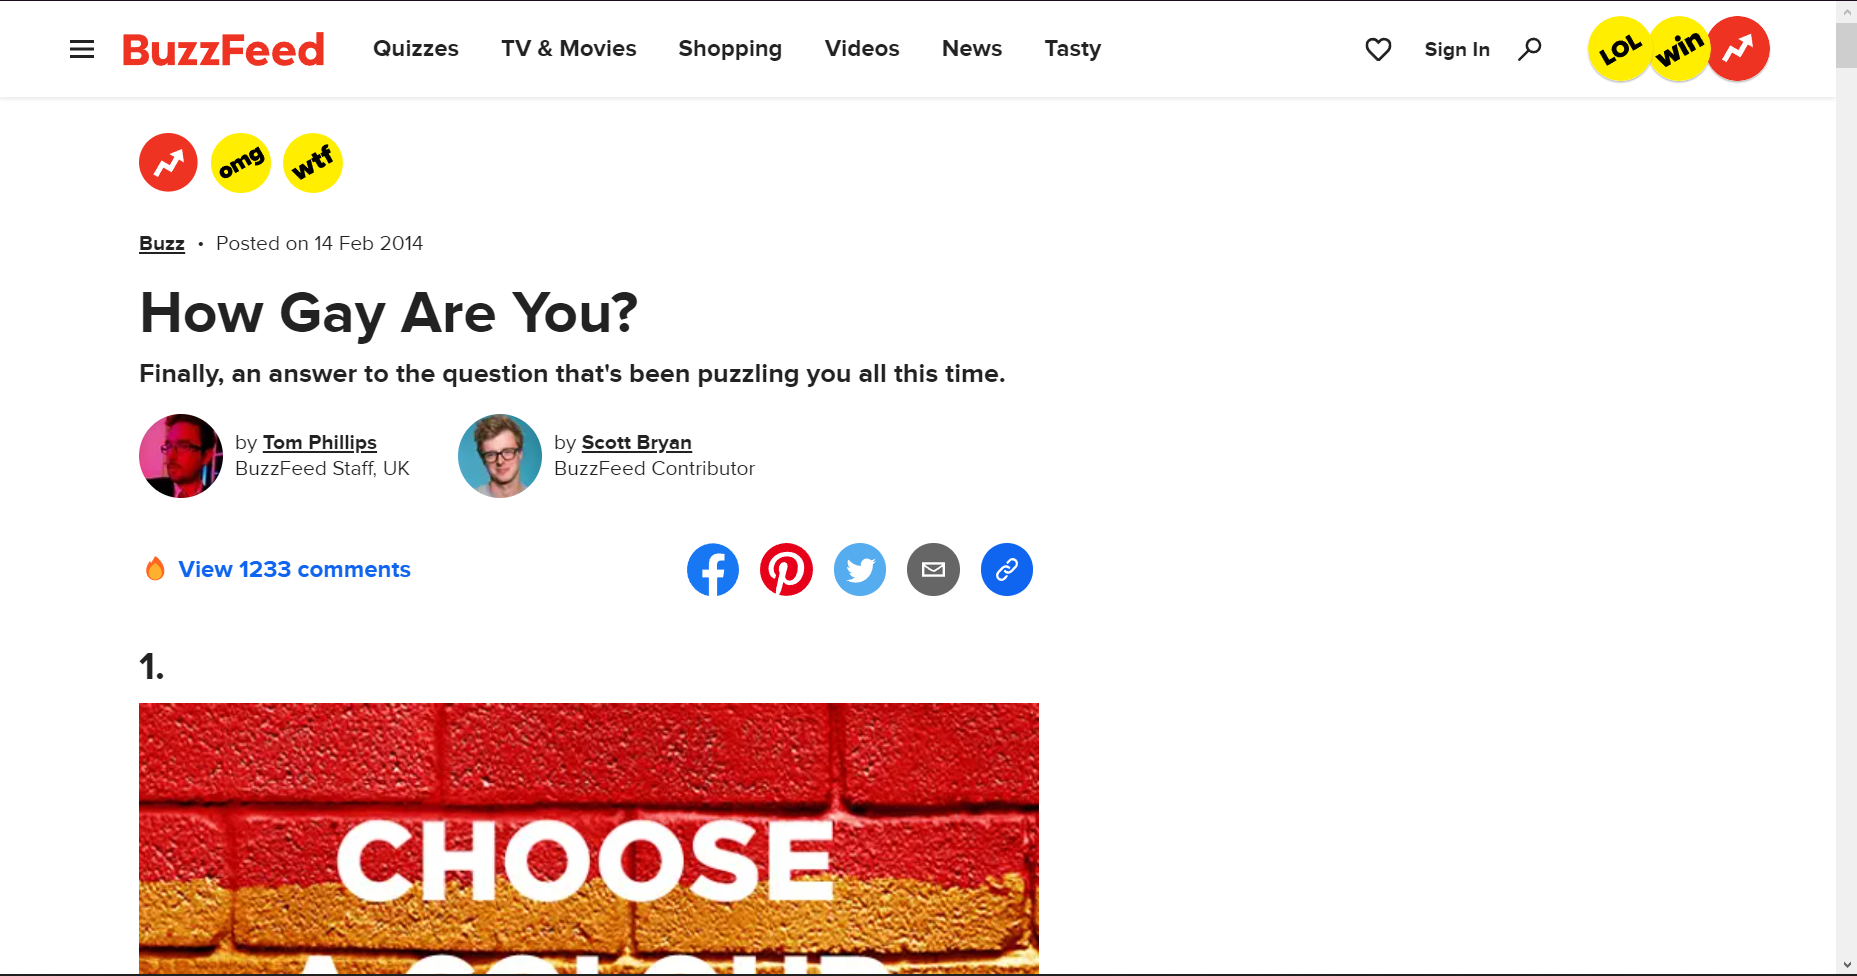 BuzzFeed Quizzes TV & Movies Shopping Videos News Tasty Sign In LOL win
omg wtf
Buzz • Posted on 14 Feb 2014
How Gay Are You?
Finally, an answer to the question that's been puzzling you all this time.
by Tom Phillips
BuzzFeed Staff, UK
by Scott Bryan
BuzzFeed Contributor
View 1233 comments
1.
CHOOSE
A COLOUR